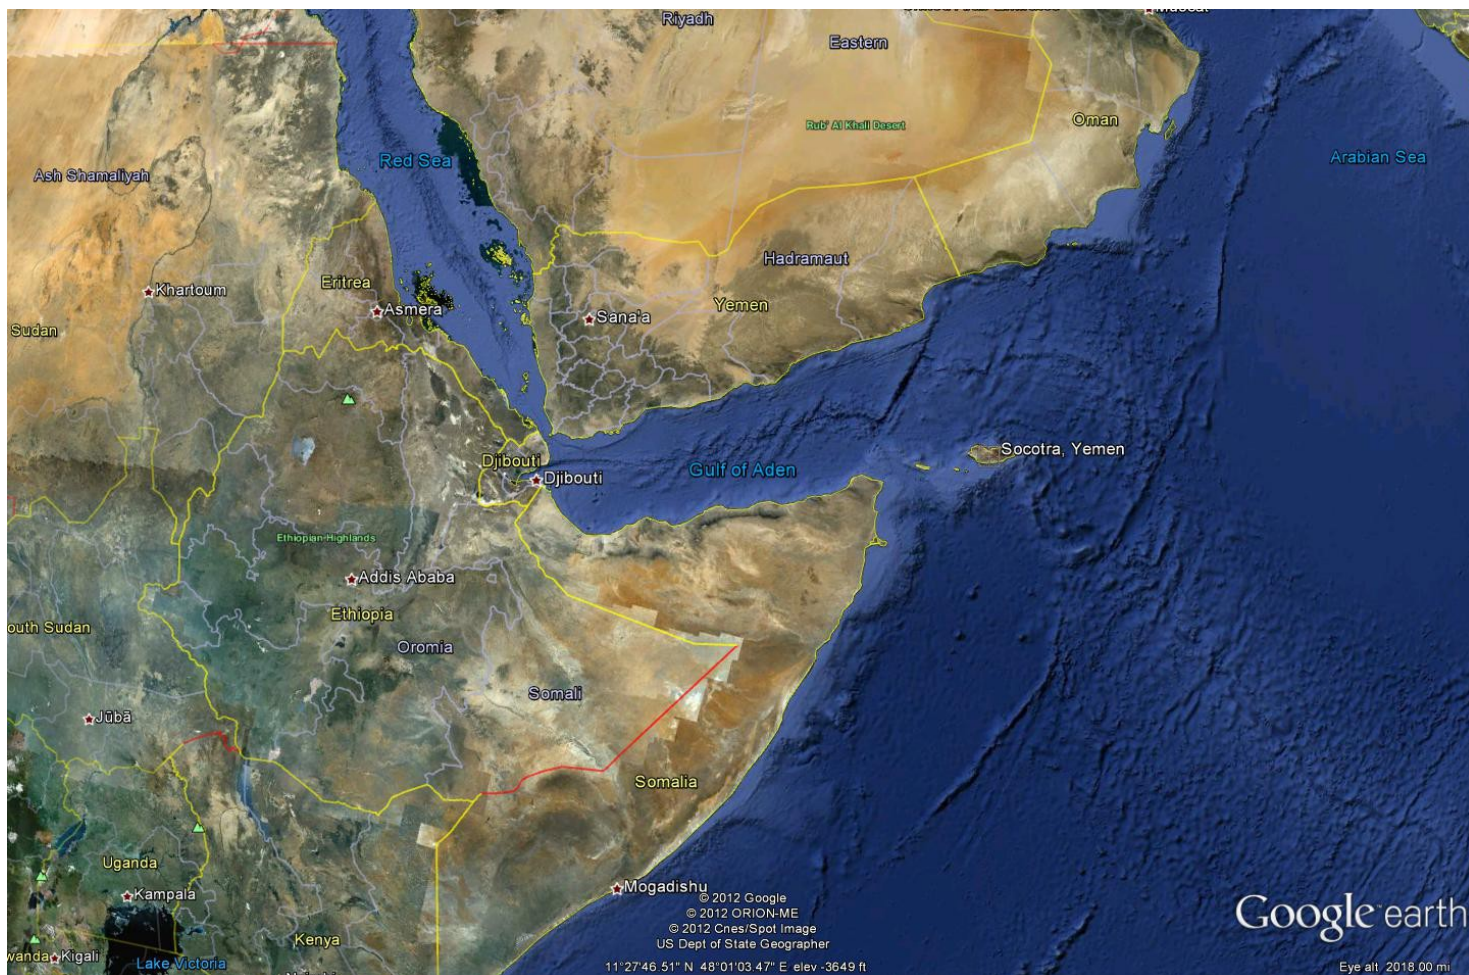 Riyadh
Eastern
Rub' Al Khali Desert
Oman
Red Sea
Arabian Sea
Ash Shamaliyah
Hadramaut
Eritrea
Khartoum
Yemen
Asmera
Sana'a
Sudan
Djibouti
Socotra, Yemen
Gulf of Aden
Djibouti
Ethiopian Highlands
Addis Ababa
Ethiopia
outh Sudan
Oromia
Somali
Jūbā
Somalia
Uganda
Kampala
Mogadishu
© 2012 Google
© 2012 ORION-ME
© 2012 Cnes/Spot Image
US Dept of State Geographer
Google earth
Kenya
wanda
Kigali
Lake Victoria
11°27'46.51" N 48°01'03.47" E elev -3649 ft
Eye alt 2018.00 mi